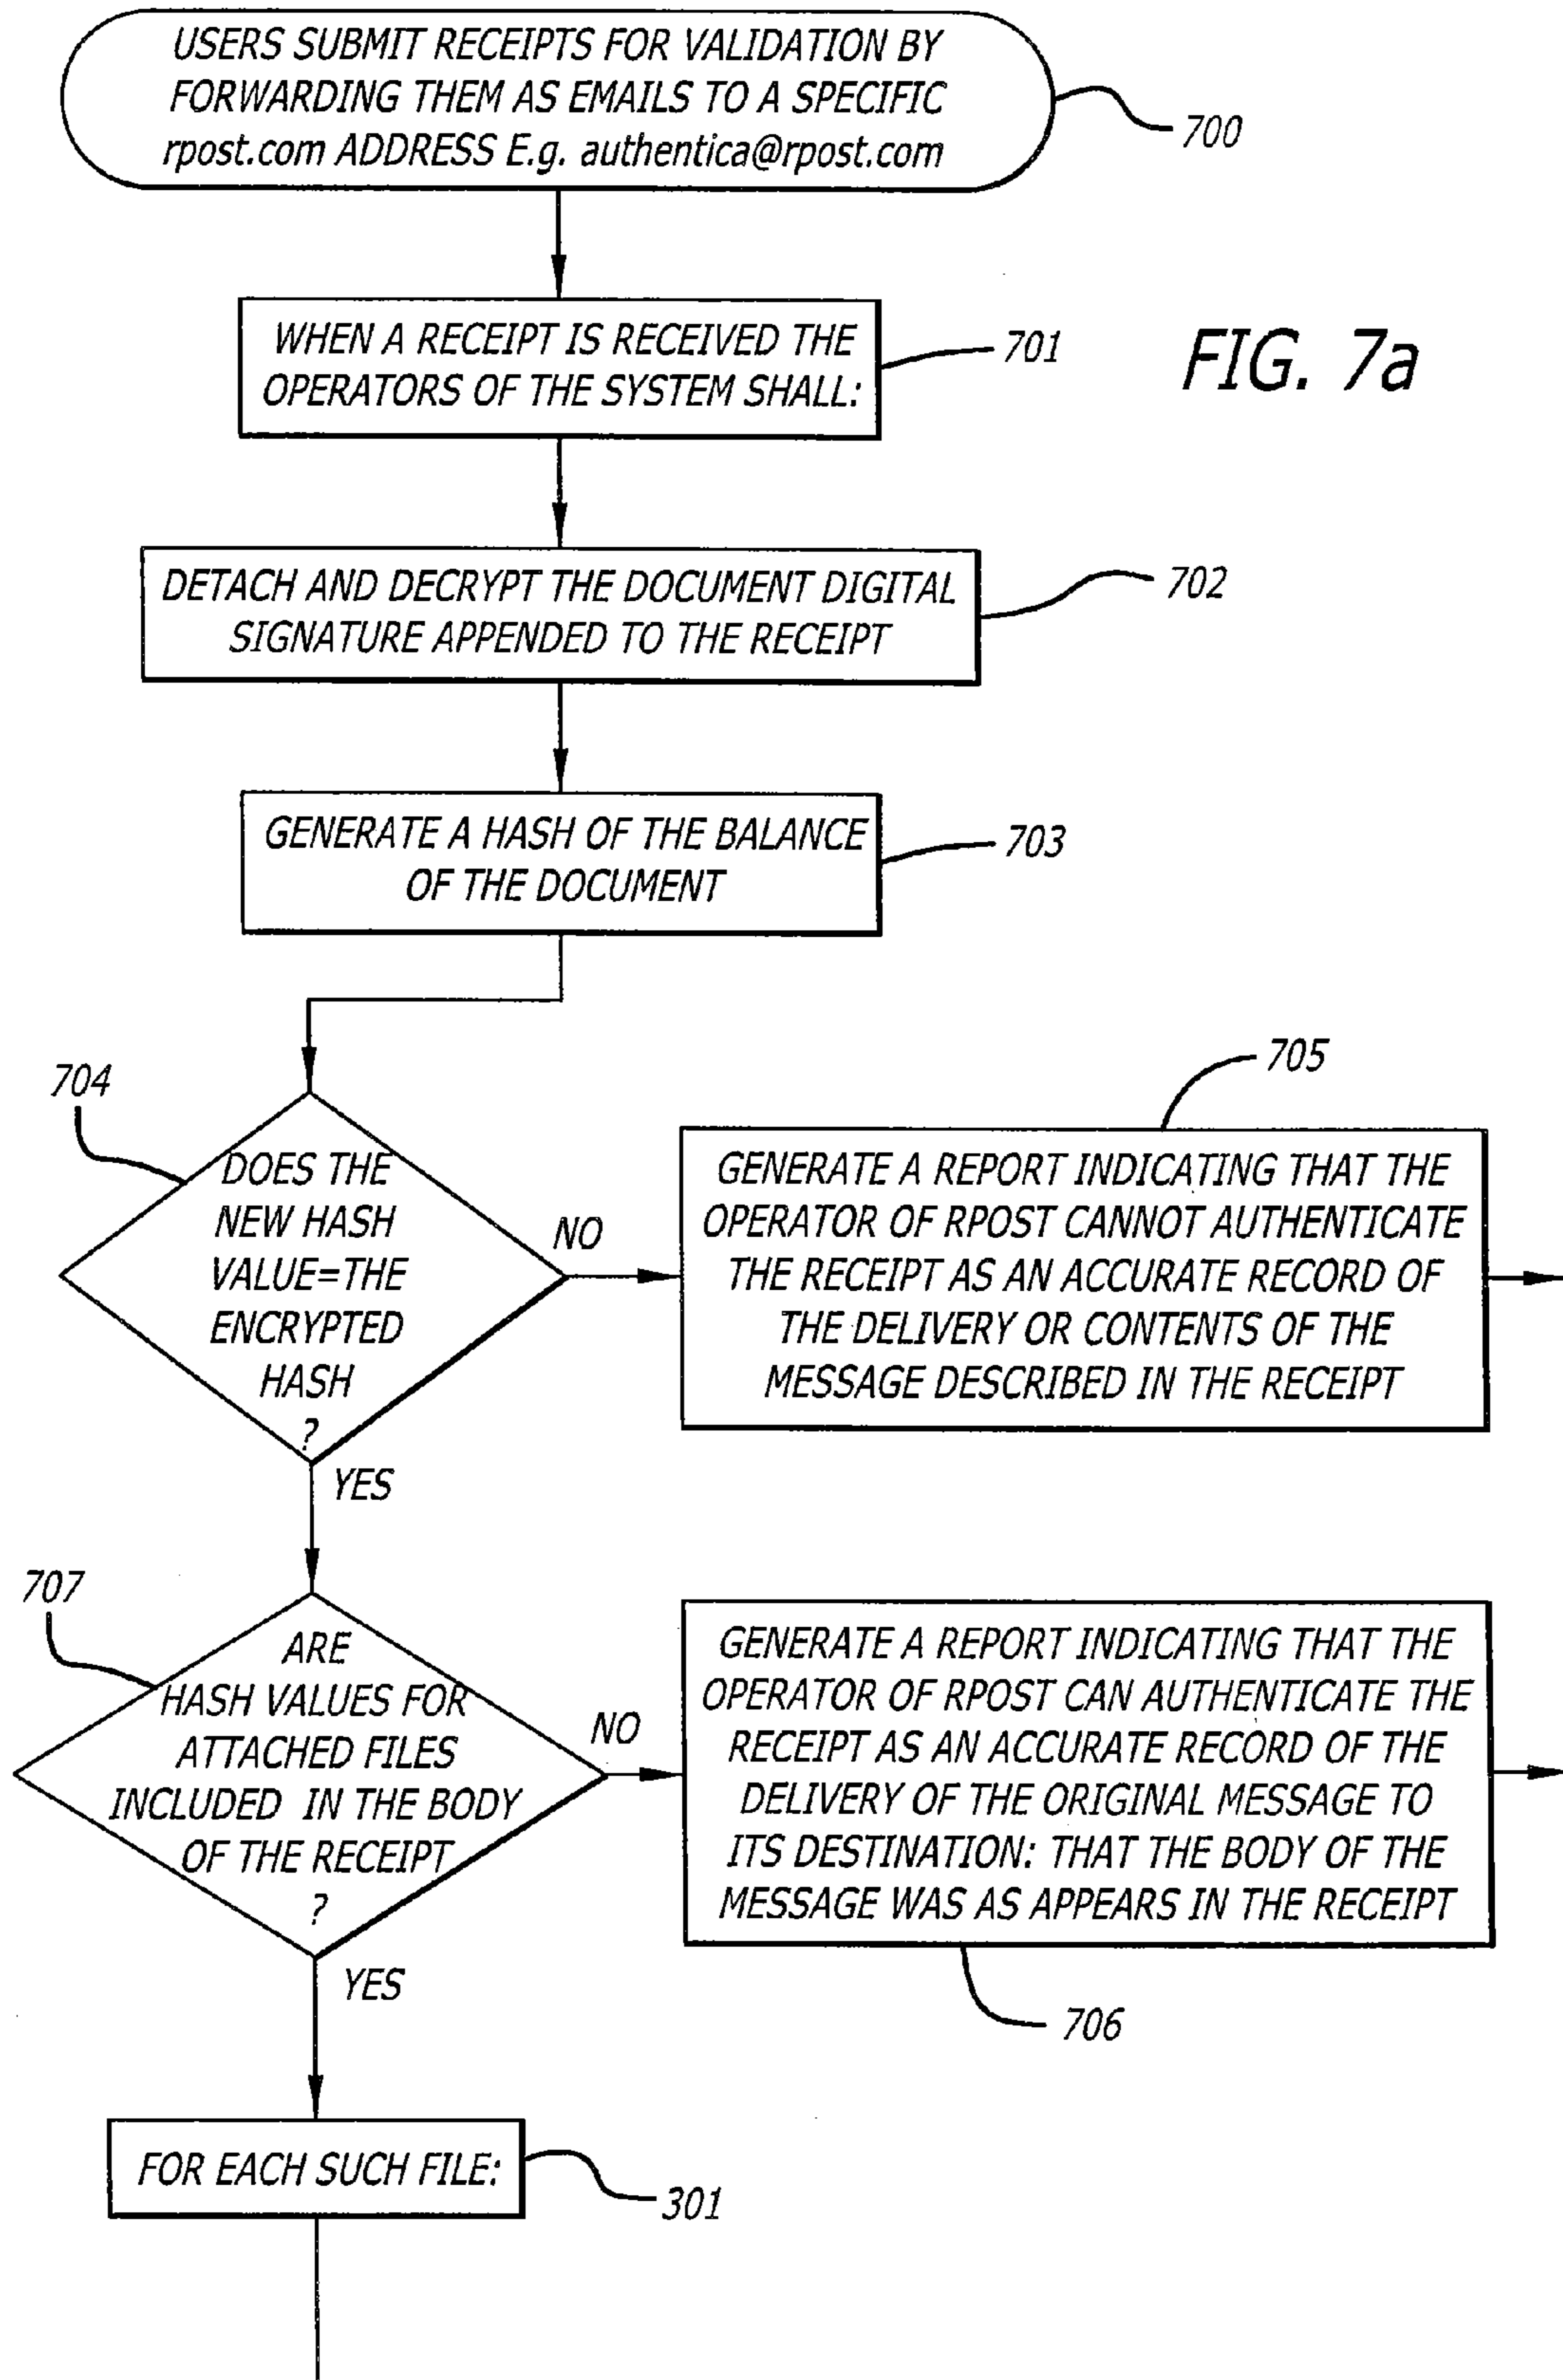 USERS SUBMIT RECEIPTS FOR VALIDATION BY
FORWARDING THEM AS EMAILS TO A SPECIFIC
rpost.com ADDRESS E.g. authentica@rpost.com
700
WHEN A RECEIPT IS RECEIVED THE
OPERATORS OF THE SYSTEM SHALL:
701
FIG. 7a
DETACH AND DECRYPT THE DOCUMENT DIGITAL
SIGNATURE APPENDED TO THE RECEIPT
702
GENERATE A HASH OF THE BALANCE
OF THE DOCUMENT
703
704
DOES THE
NEW HASH
VALUE=THE
ENCRYPTED
HASH
?
NO
YES
705
GENERATE A REPORT INDICATING THAT THE
OPERATOR OF RPOST CANNOT AUTHENTICATE
THE RECEIPT AS AN ACCURATE RECORD OF
THE DELIVERY OR CONTENTS OF THE
MESSAGE DESCRIBED IN THE RECEIPT
707
ARE
HASH VALUES FOR
ATTACHED FILES
INCLUDED IN THE BODY
OF THE RECEIPT
?
NO
YES
GENERATE A REPORT INDICATING THAT THE
OPERATOR OF RPOST CAN AUTHENTICATE THE
RECEIPT AS AN ACCURATE RECORD OF THE
DELIVERY OF THE ORIGINAL MESSAGE TO
ITS DESTINATION: THAT THE BODY OF THE
MESSAGE WAS AS APPEARS IN THE RECEIPT
706
FOR EACH SUCH FILE:
301